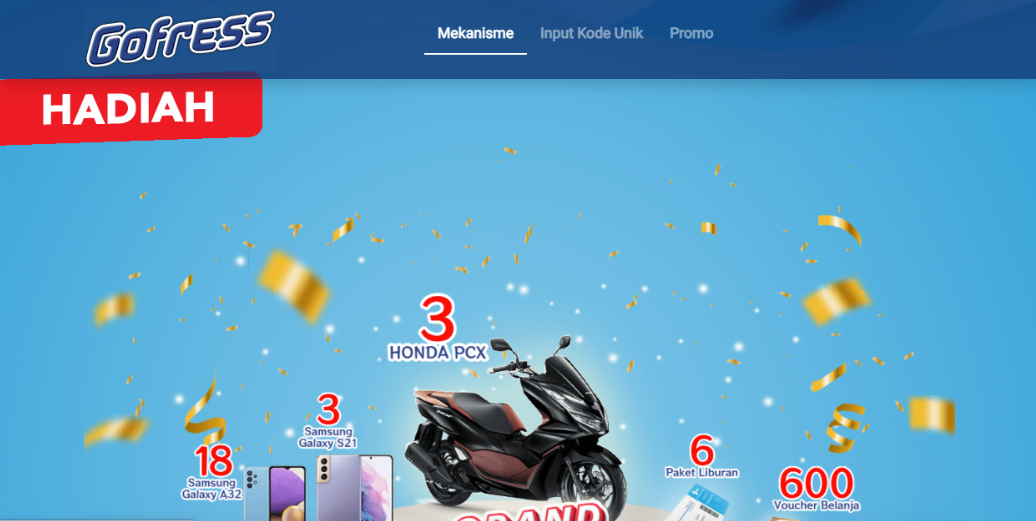 Gofress
Mekanisme
Input Kode Unik
Promo
HADIAH
3
HONDA PCX
3
Samsung
Galaxy S21
18
Samsung
Galaxy A32
6
Paket Liburan
600
Voucher Belanja
GRAND